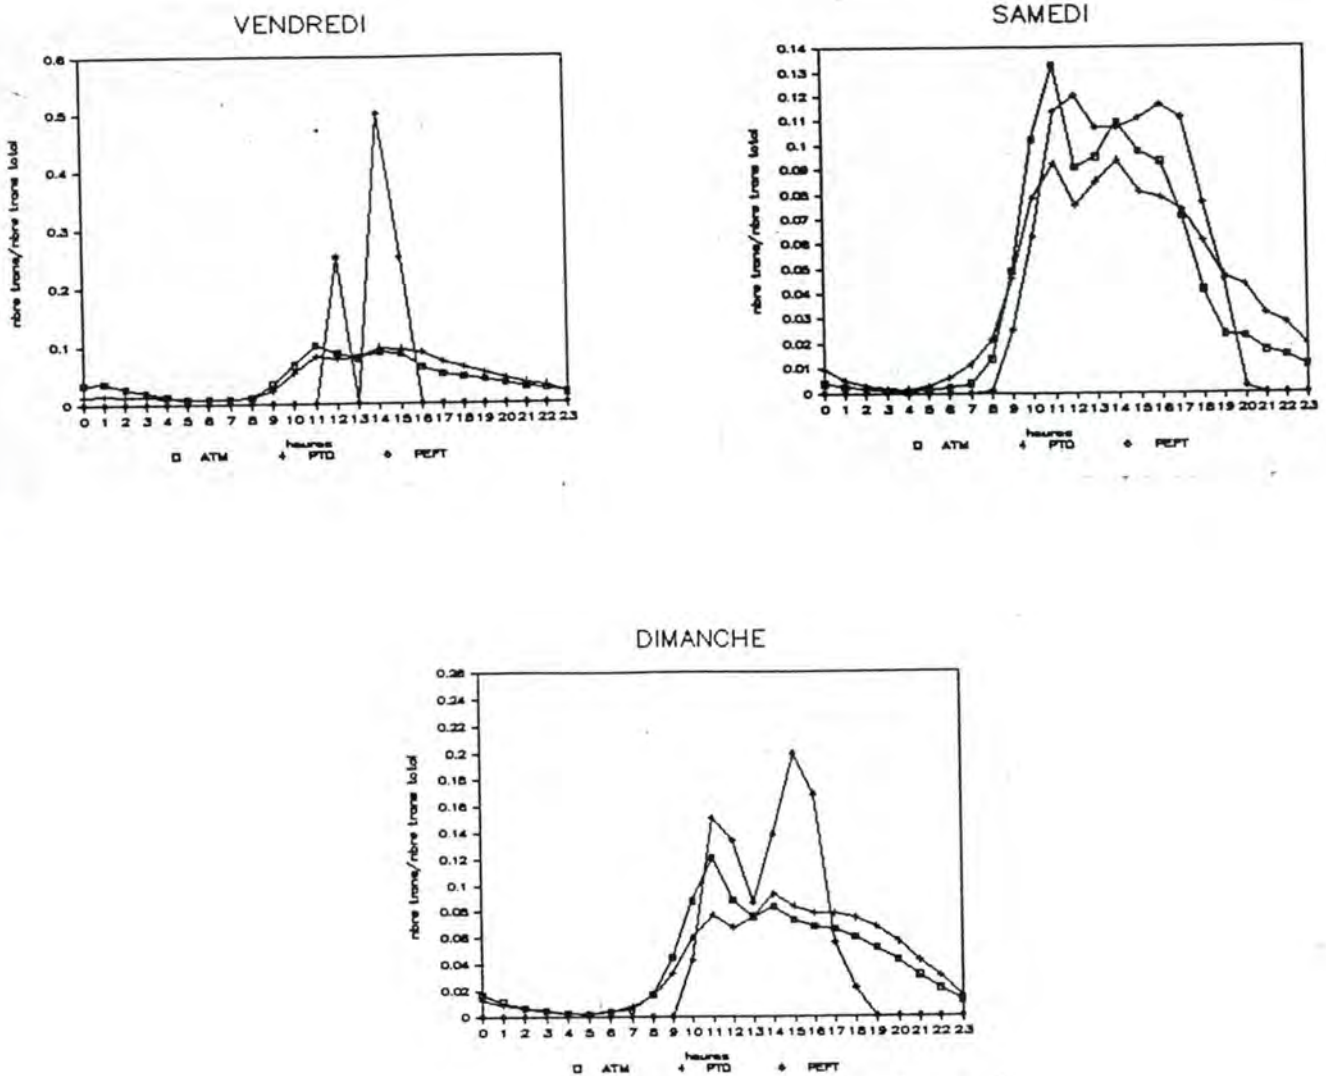 VENDREDI
nbre trans/nbre trans total
0.6
0.5
0.4
0.3
0.2
0.1
0
0 1 2 3 4 5 6 7 8 9 10 11 12 13 14 15 16 17 18 19 20 21 22 23
heures
ATM PTD PEFT
SAMEDI
nbre trans/nbre trans total
0.14
0.13
0.12
0.11
0.10
0.09
0.08
0.07
0.06
0.05
0.04
0.03
0.02
0.01
0
0 1 2 3 4 5 6 7 8 9 10 11 12 13 14 15 16 17 18 19 20 21 22 23
heures
ATM PTD PEFT
DIMANCHE
nbre trans/nbre trans total
0.26
0.24
0.22
0.2
0.18
0.16
0.14
0.12
0.1
0.08
0.06
0.04
0.02
0
0 1 2 3 4 5 6 7 8 9 10 11 12 13 14 15 16 17 18 19 20 21 22 23
heures
ATM PTD PEFT